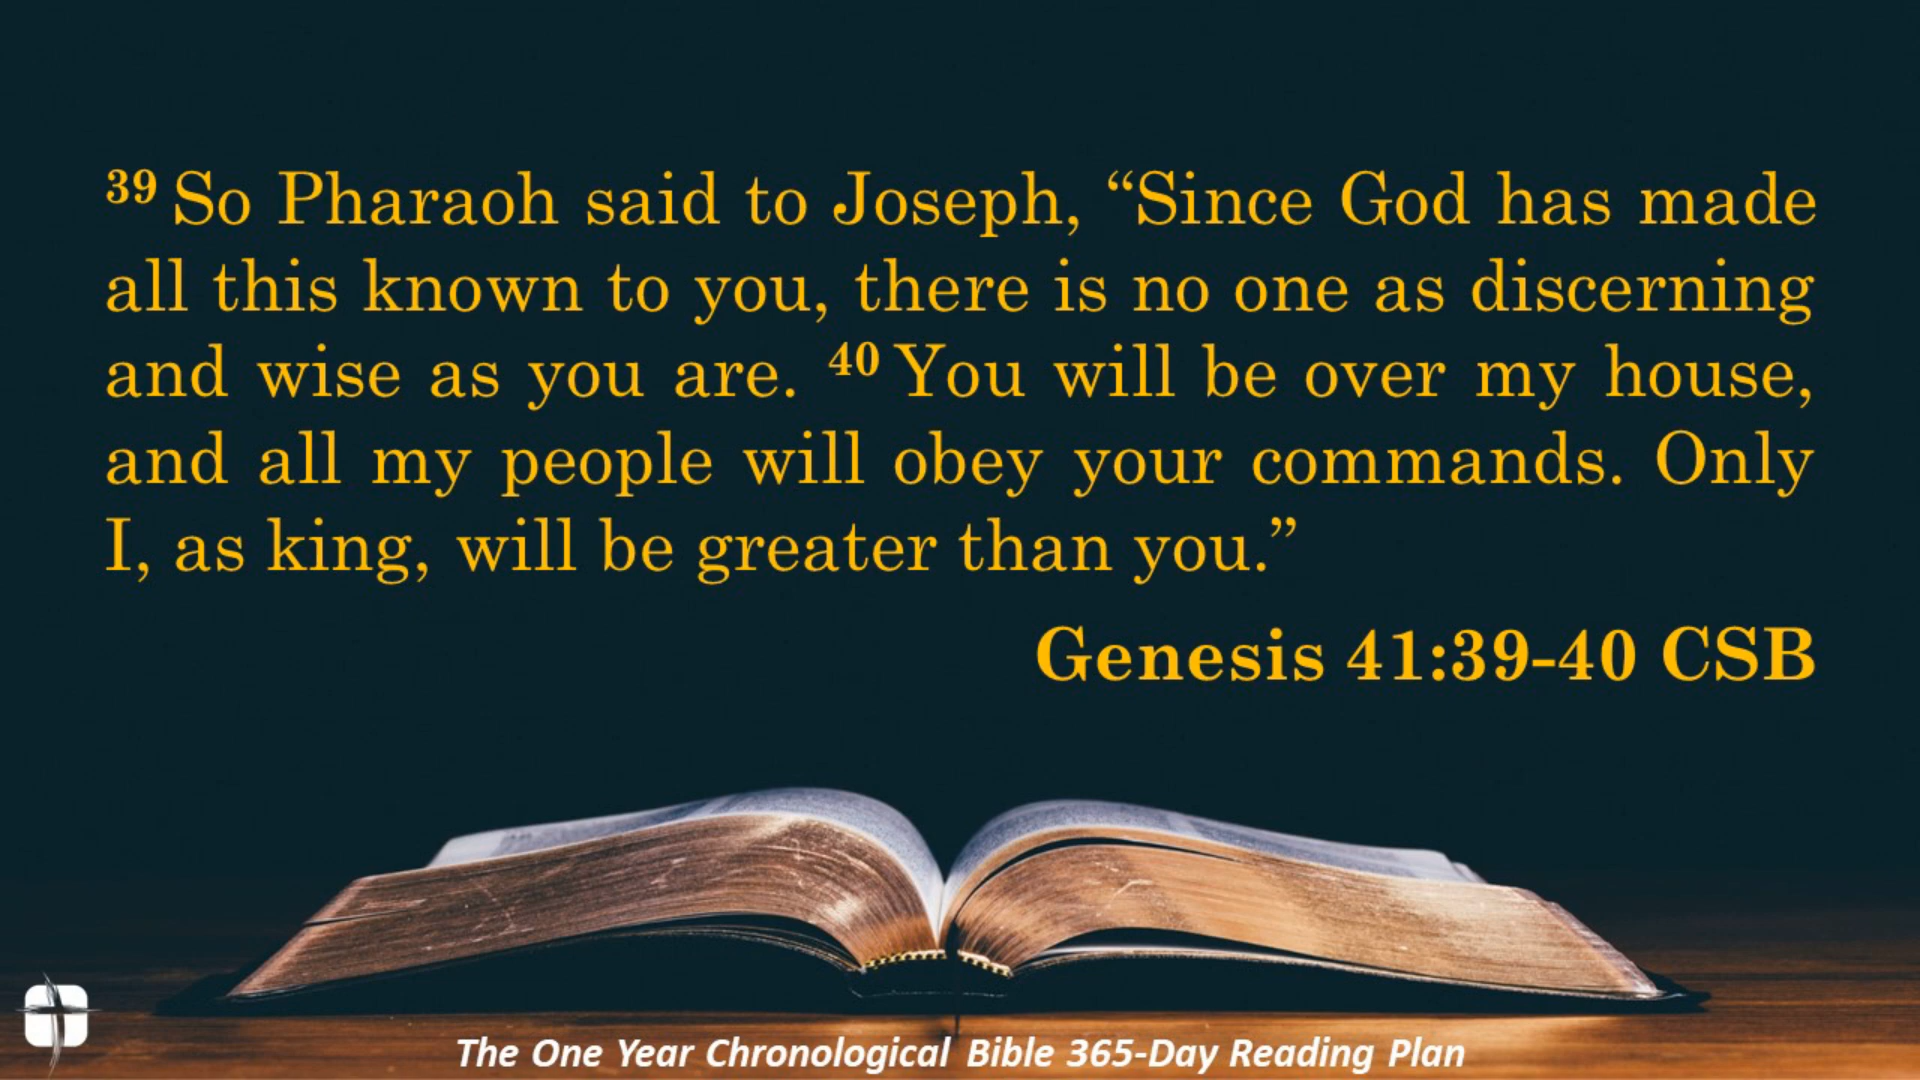 39 So Pharaoh said to Joseph, “Since God has made
all this known to you, there is no one as discerning
and wise as you are. 40 You will be over my house,
and all my people will obey your commands. Only
I, as king, will be greater than you.”
Genesis 41:39-40 CSB
The One Year Chronological Bible 365-Day Reading Plan